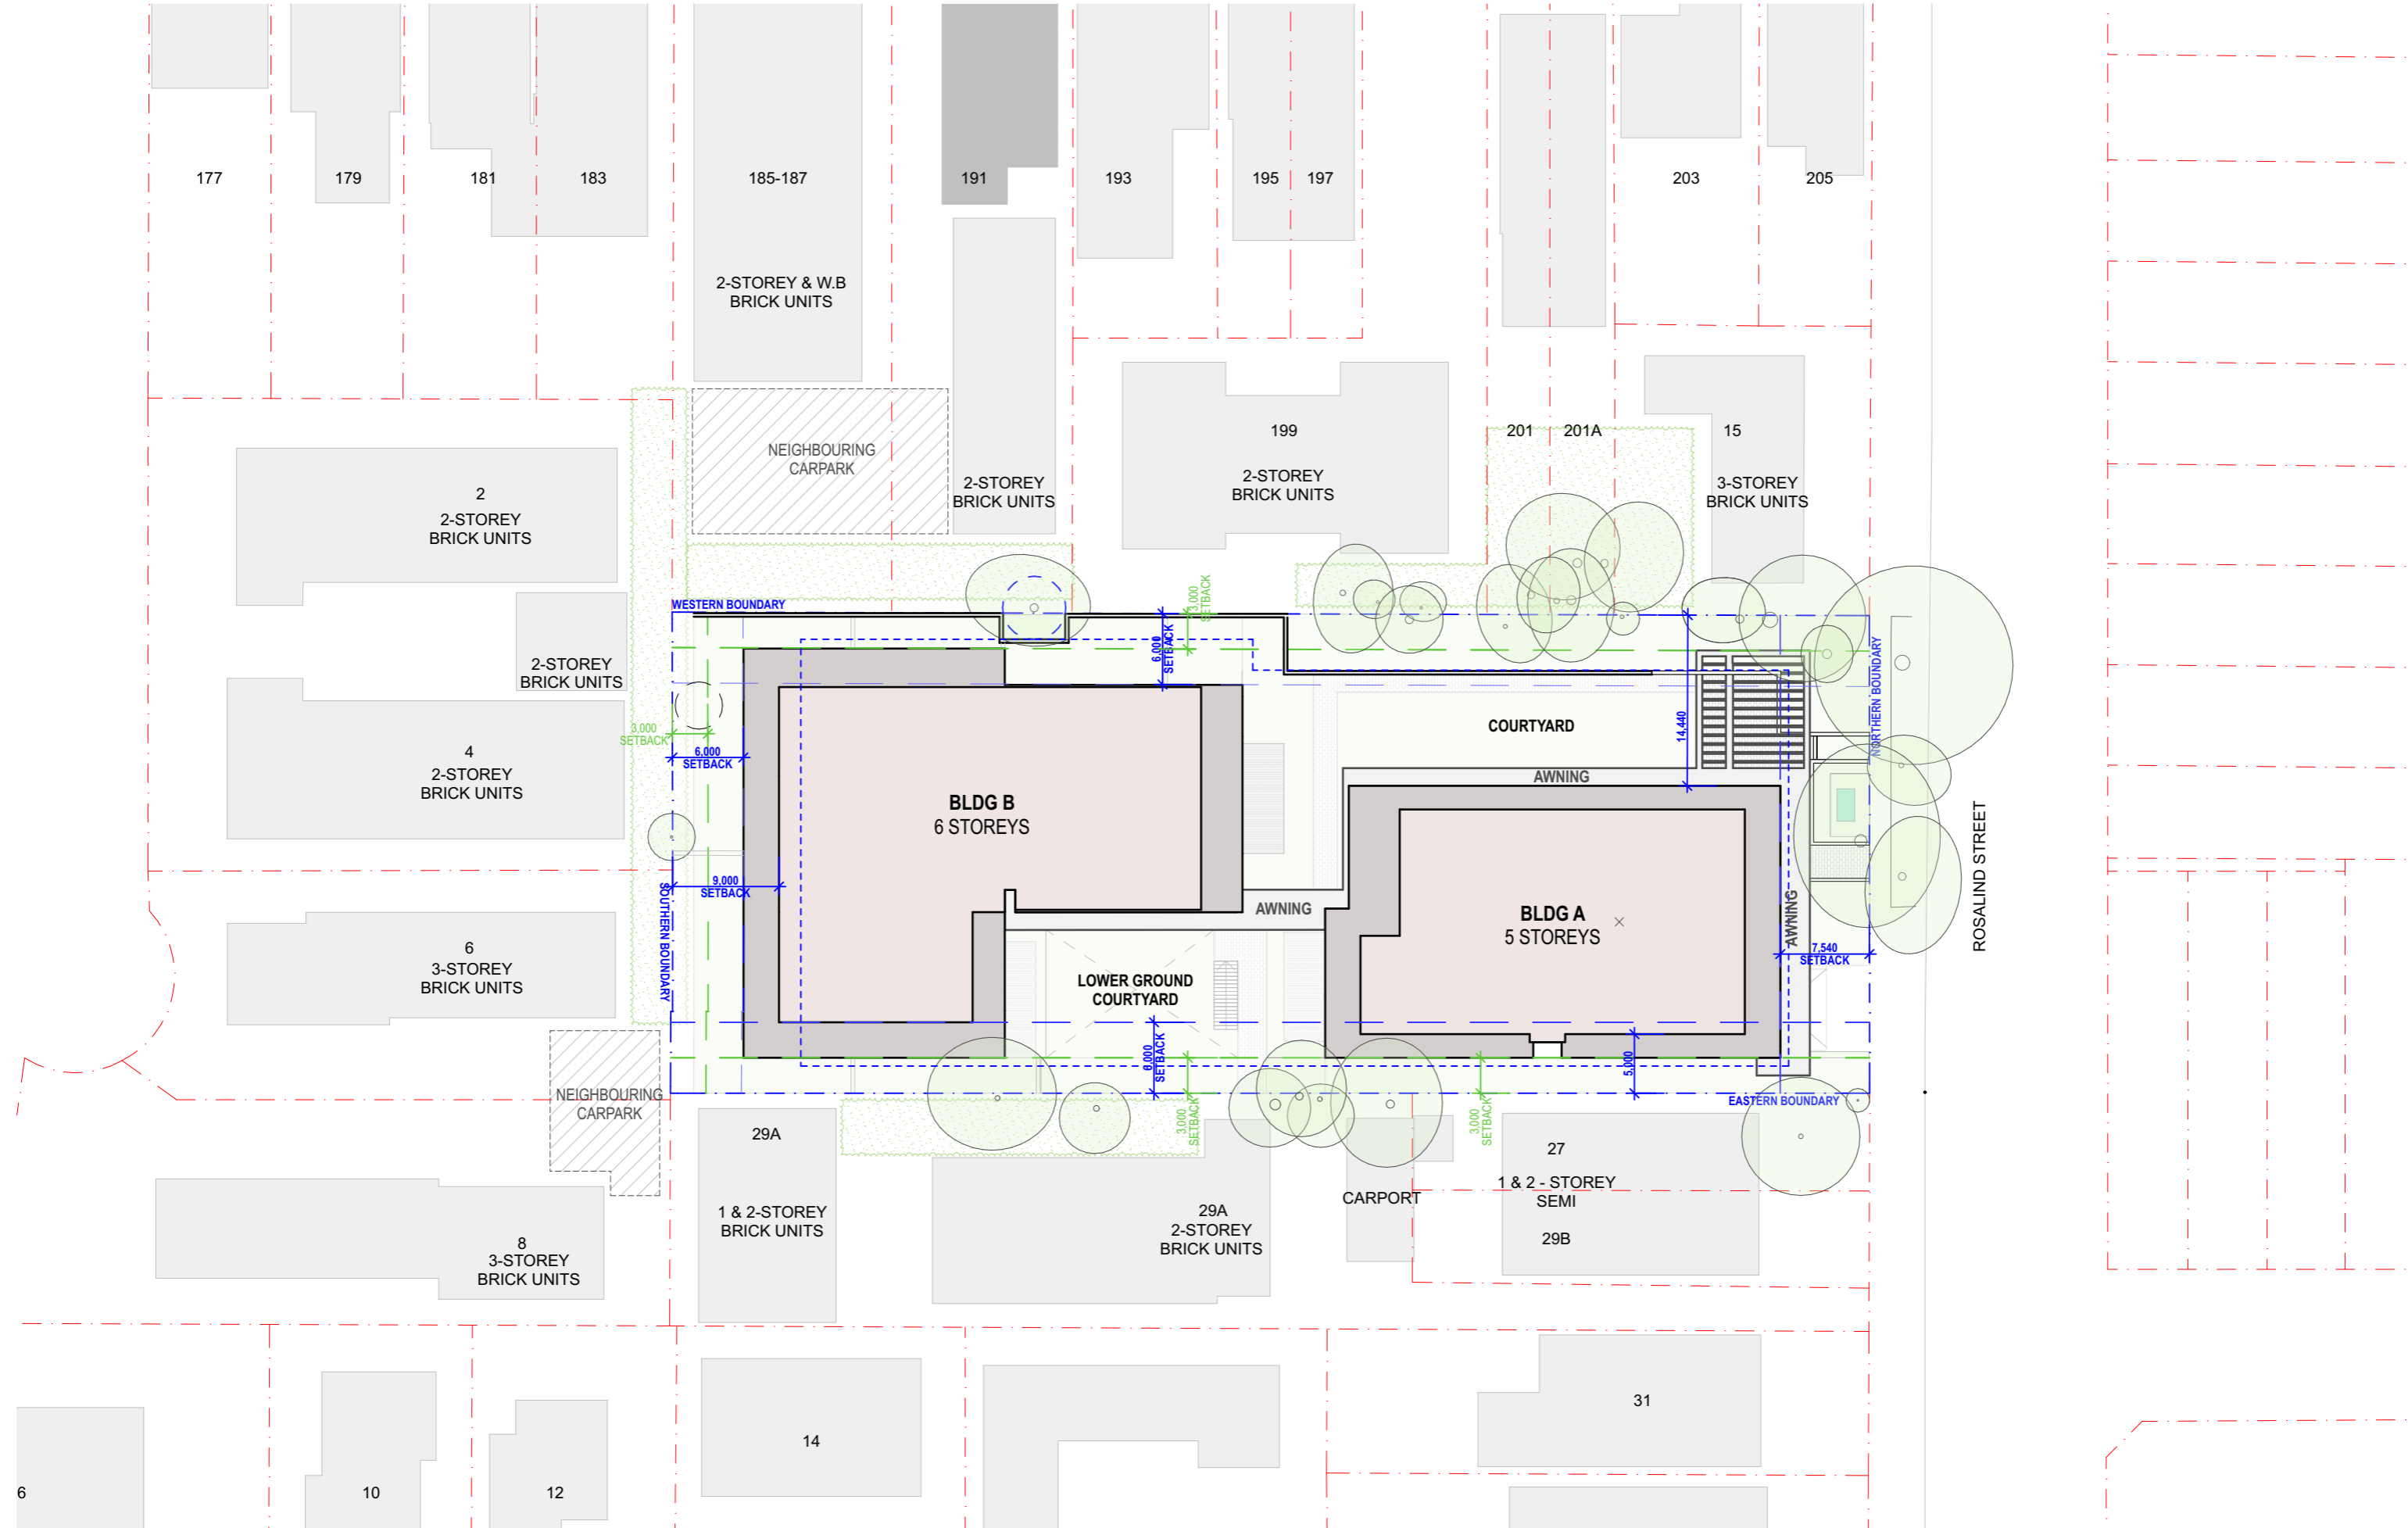 177
179
181
183
185-187
191
193
195
197
203
205
2-STOREY & W.B
BRICK UNITS
NEIGHBOURING
CARPARK
2-STOREY
BRICK UNITS
199
2-STOREY
BRICK UNITS
201
201A
15
3-STOREY
BRICK UNITS
2
2-STOREY
BRICK UNITS
2-STOREY
BRICK UNITS
4
2-STOREY
BRICK UNITS
6
3-STOREY
BRICK UNITS
WESTERN BOUNDARY
3,000
SETBACK
6,000
SETBACK
3,000
SETBACK
6,000
SETBACK
9,000
SETBACK
SOUTHERN BOUNDARY
BLDG B
6 STOREYS
COURTYARD
14,440
AWNING
NORTHERN BOUNDARY
AWNING
BLDG A
5 STOREYS
AWNING
7,540
SETBACK
ROSALIND STREET
LOWER GROUND
COURTYARD
6,000
SETBACK
5,000
3,000
SETBACK
3,000
SETBACK
EASTERN BOUNDARY
NEIGHBOURING
CARPARK
29A
1 & 2-STOREY
BRICK UNITS
29A
2-STOREY
BRICK UNITS
CARPORT
27
1 & 2 - STOREY
SEMI
29B
8
3-STOREY
BRICK UNITS
6
10
12
14
31